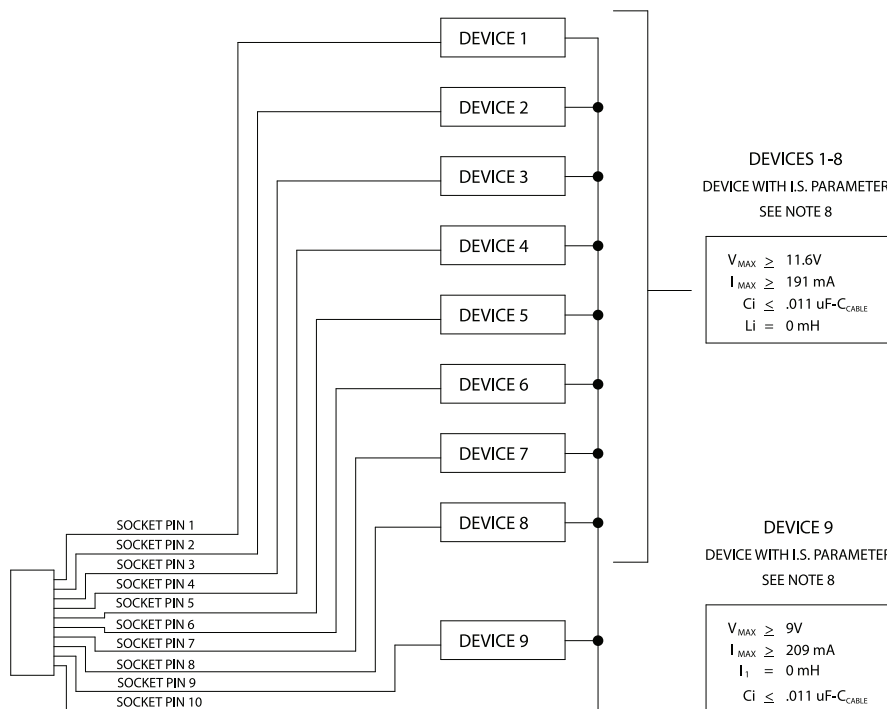 DEVICE 1
DEVICE 2
DEVICE 3
DEVICE 4
DEVICE 5
DEVICE 6
DEVICE 7
DEVICE 8
DEVICE 9
SOCKET PIN 1
SOCKET PIN 2
SOCKET PIN 3
SOCKET PIN 4
SOCKET PIN 5
SOCKET PIN 6
SOCKET PIN 7
SOCKET PIN 8
SOCKET PIN 9
SOCKET PIN 10
DEVICES 1-8
DEVICE WITH I.S. PARAMETER
SEE NOTE 8
VMAX ≥ 11.6V
IMAX ≥ 191 mA
Ci ≤ .011 uF-CCABLE
Li = 0 mH
DEVICE 9
DEVICE WITH I.S. PARAMETER
SEE NOTE 8
VMAX ≥ 9V
IMAX ≥ 209 mA
I1 = 0 mH
Ci ≤ .011 uF-CCABLE